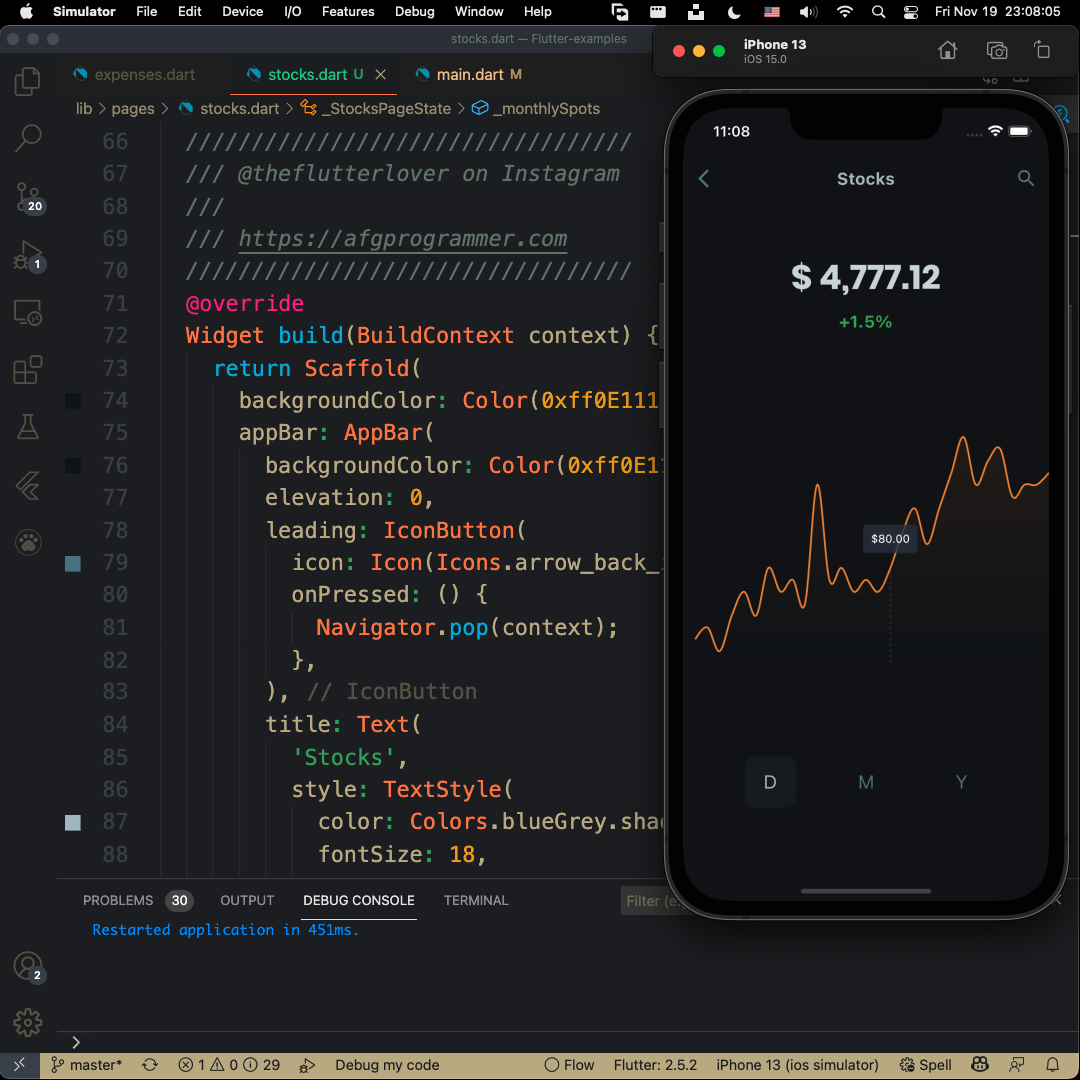 Simulator File Edit Device I/O Features Debug Window Help Fri Nov 19 23:08:05
stocks.dart — Flutter-examples
expenses.dart stocks.dart U main.dart M
lib > pages > stocks.dart > _StocksPageState > _monthlySpots
66 //////////////////////////////////
67 /// @theflutterlover on Instagram
68 ///
69 /// https://afgprogrammer.com
70 //////////////////////////////////
71 @override
72 Widget build(BuildContext context) {
73 return Scaffold(
74 backgroundColor: Color(0xff0E111
75 appBar: AppBar(
76 backgroundColor: Color(0xff0E11
77 elevation: 0,
78 leading: IconButton(
79 icon: Icon(Icons.arrow_back_
80 onPressed: () {
81 Navigator.pop(context);
82 },
83 ), // IconButton
84 title: Text(
85 'Stocks',
86 style: TextStyle(
87 color: Colors.blueGrey.sha
88 fontSize: 18,
20
1
2
PROBLEMS 30 OUTPUT DEBUG CONSOLE TERMINAL Filter (e.
Restarted application in 451ms.
>
master* 1 0 29 Debug my code Flow Flutter: 2.5.2 iPhone 13 (ios simulator) Spell
iPhone 13
iOS 15.0
11:08
Stocks
$ 4,777.12
+1.5%
$80.00
D M Y